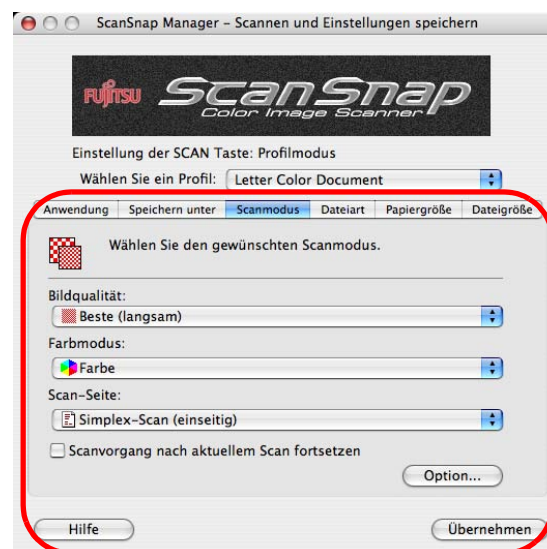 ScanSnap Manager – Scannen und Einstellungen speichern
FUJITSU ScanSnap
Color Image Scanner
Einstellung der SCAN Taste: Profilmodus
Wählen Sie ein Profil: Letter Color Document
Anwendung Speichern unter Scanmodus Dateiart Papiergröße Dateigröße
Wählen Sie den gewünschten Scanmodus.
Bildqualität:
Beste (langsam)
Farbmodus:
Farbe
Scan-Seite:
Simplex-Scan (einseitig)
Scanvorgang nach aktuellem Scan fortsetzen
Option...
Hilfe Übernehmen